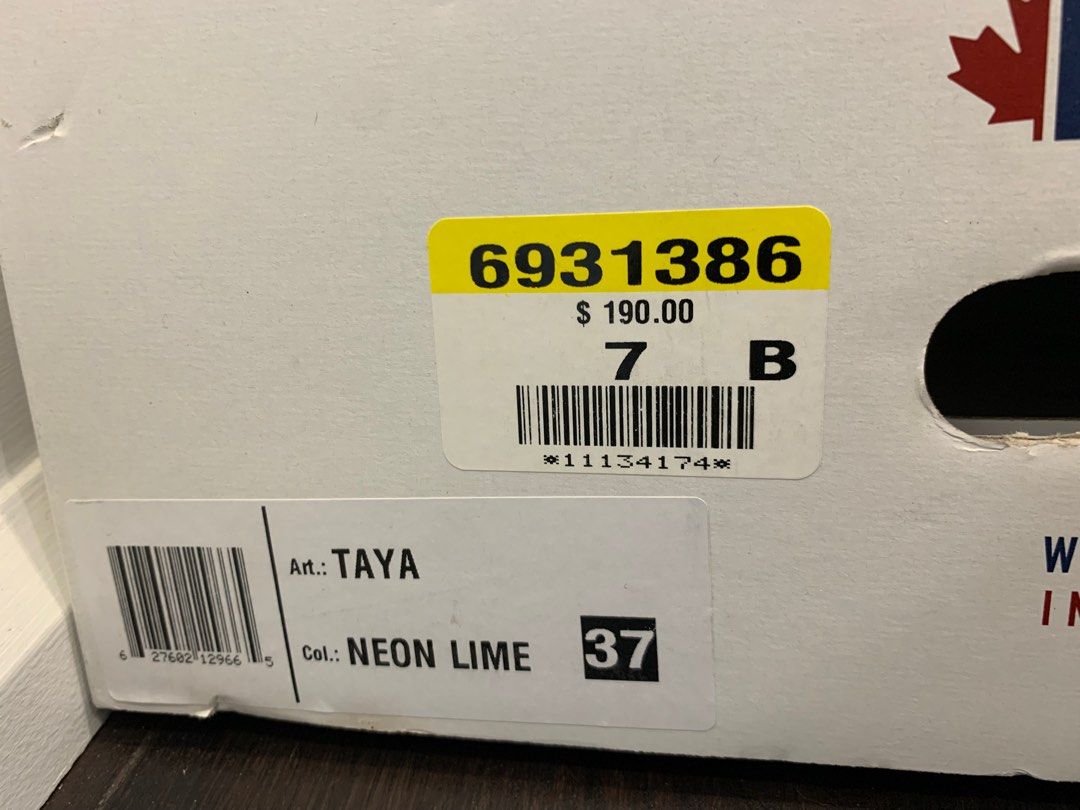 6931386
$ 190.00
7 B
*11134174*
Art.: TAYA
Col.: NEON LIME 37
6 27602 12966 5
W
I